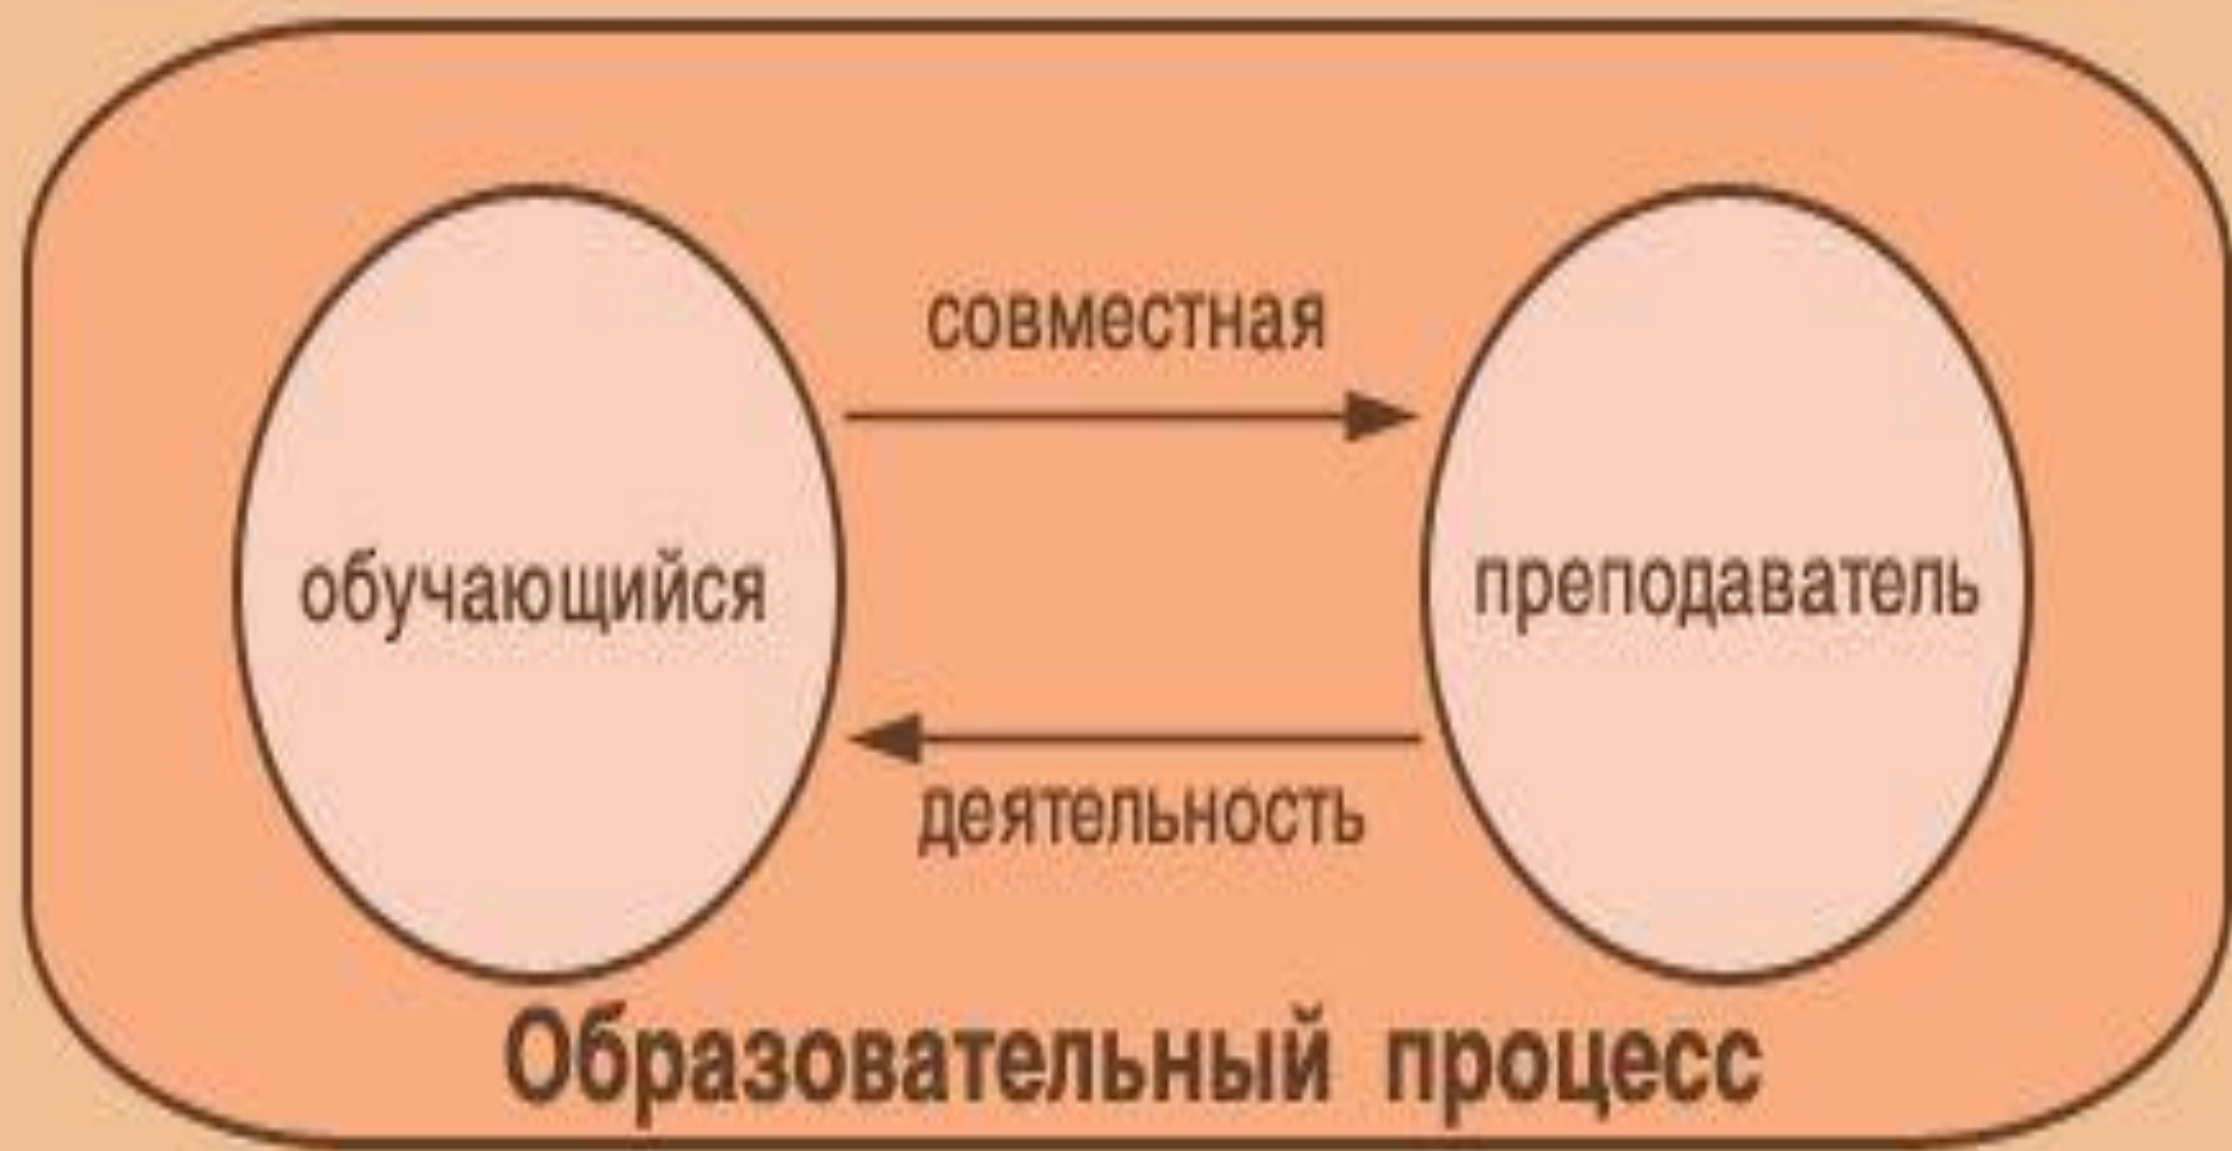 совместная
обучающийся
преподаватель
деятельность
Образовательный процесс